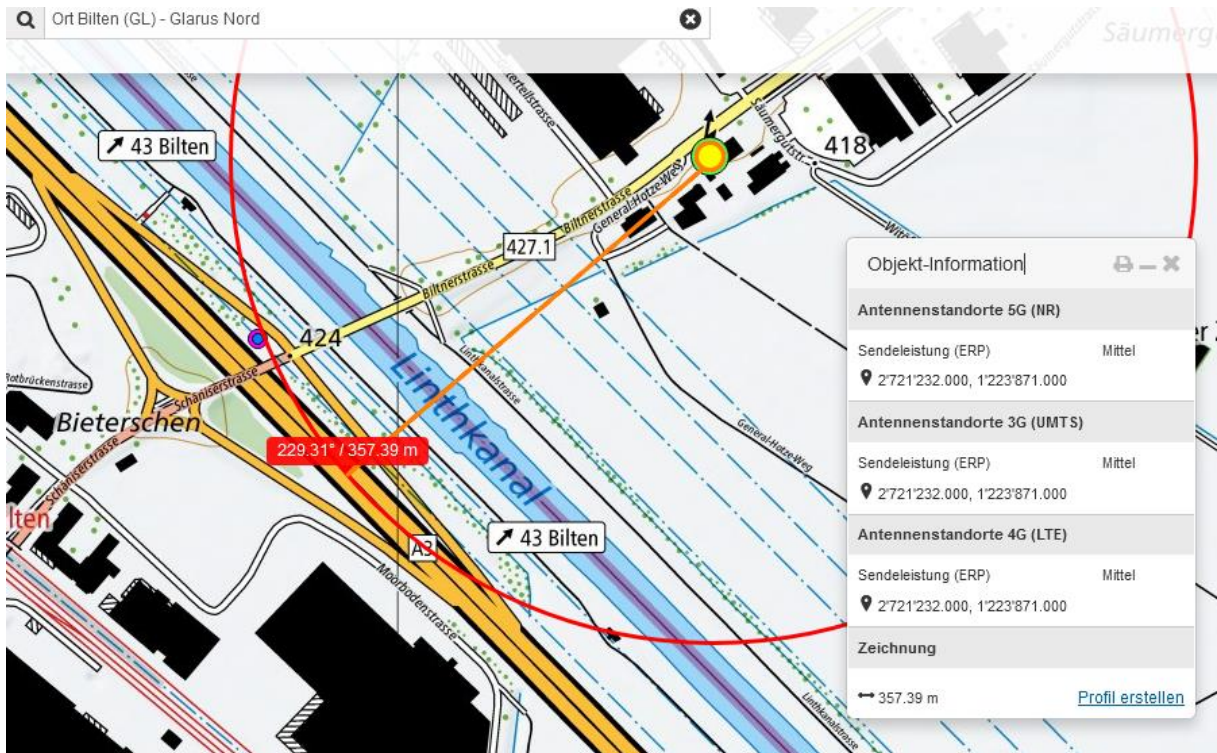 Ort Bilten (GL) - Glarus Nord
Säumerg
43 Bilten
Säumergutstr.
418
General-Hotze-Weg
Biltnerstrasse
427.1
Biltnerstrasse
424
Linthkanalstrasse
Schäniserstrasse
Bieterschen
229.31° / 357.39 m
Linthkanal
General-Hotze-Weg
Schäniserstrasse
lten
43 Bilten
A3
Moorbodenstrasse
Linthkanalstrasse
Objekt-Information
Antennenstandorte 5G (NR)
Sendeleistung (ERP) Mittel
2'721'232.000, 1'223'871.000
Antennenstandorte 3G (UMTS)
Sendeleistung (ERP) Mittel
2'721'232.000, 1'223'871.000
Antennenstandorte 4G (LTE)
Sendeleistung (ERP) Mittel
2'721'232.000, 1'223'871.000
Zeichnung
357.39 m Profil erstellen